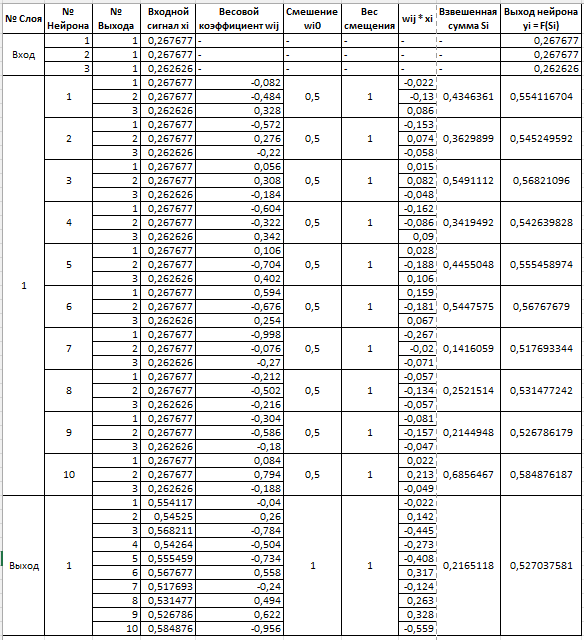 № Слоя № Нейрона № Выхода Входной сигнал xi Весовой коэффициент wij Смешение wi0 Вес смещения wij * xi Взвешенная сумма Si Выход нейрона yi = F(Si)
Вход 1 1 0,267677 - - - - - 0,267677
2 1 0,267677 - - - - - 0,267677
3 1 0,262626 - - - - - 0,262626
1 1 1 0,267677 -0,082 0,5 1 -0,022 0,4346361 0,554116704
2 0,267677 -0,484 -0,13
3 0,262626 0,328 0,086
2 1 0,267677 -0,572 0,5 1 -0,153 0,3629899 0,545249592
2 0,267677 0,276 0,074
3 0,262626 -0,22 -0,058
3 1 0,267677 0,056 0,5 1 0,015 0,5491112 0,56821096
2 0,267677 0,308 0,082
3 0,262626 -0,184 -0,048
4 1 0,267677 -0,604 0,5 1 -0,162 0,3419492 0,542639828
2 0,267677 -0,322 -0,086
3 0,262626 0,342 0,09
5 1 0,267677 0,106 0,5 1 0,028 0,4455048 0,555458974
2 0,267677 -0,704 -0,188
3 0,262626 0,402 0,106
6 1 0,267677 0,594 0,5 1 0,159 0,5447575 0,56767679
2 0,267677 -0,676 -0,181
3 0,262626 0,254 0,067
7 1 0,267677 -0,998 0,5 1 -0,267 0,1416059 0,517693344
2 0,267677 -0,076 -0,02
3 0,262626 -0,27 -0,071
8 1 0,267677 -0,212 0,5 1 -0,057 0,2521514 0,531477242
2 0,267677 -0,502 -0,134
3 0,262626 -0,216 -0,057
9 1 0,267677 -0,304 0,5 1 -0,081 0,2144948 0,526786179
2 0,267677 -0,586 -0,157
3 0,262626 -0,18 -0,047
10 1 0,267677 0,084 0,5 1 0,022 0,6856467 0,584876187
2 0,267677 0,794 0,213
3 0,262626 -0,188 -0,049
Выход 1 1 0,554117 -0,04 1 1 -0,022 0,2165118 0,527037581
2 0,54525 0,26 0,142
3 0,568211 -0,784 -0,445
4 0,54264 -0,504 -0,273
5 0,555459 -0,734 -0,408
6 0,567677 0,558 0,317
7 0,517693 -0,24 -0,124
8 0,531477 0,494 0,263
9 0,526786 0,622 0,328
10 0,584876 -0,956 -0,559